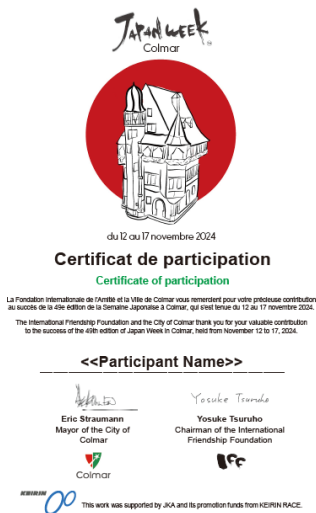 JAPAN WEEK
Colmar
du 12 au 17 novembre 2024
Certificat de participation
Certificate of participation
La Fondation Internationale de l'Amitié et la Ville de Colmar vous remercient pour votre précieuse contribution
au succès de la 49e édition de la Semaine Japonaise à Colmar, qui s'est tenue du 12 au 17 novembre 2024.
The International Friendship Foundation and the City of Colmar thank you for your valuable contribution
to the success of the 49th edition of Japan Week in Colmar, held from November 12 to 17, 2024.
<<Participant Name>>
Yosuke Tsuruho
Eric Straumann
Mayor of the City of
Colmar
Yosuke Tsuruho
Chairman of the International
Friendship Foundation
Colmar
IFF
KEIRIN
This work was supported by JKA and its promotion funds from KEIRIN RACE.